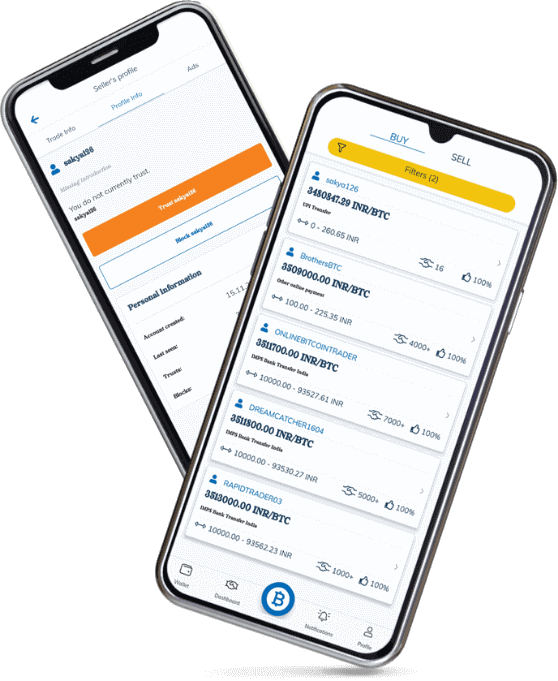 Seller's profile
Trade Info
Profile Info
Ads
sakya126
Missing introduction
You do not currently trust.
sakya126
Trust sakya126
Block sakya126
Personal information
Account created:
15.11.
Last seen:
Trusts:
Blocks:
BUY
SELL
Filters (2)
sakya126
3480847.29 INR/BTC
UPI Transfer
0 - 260.65 INR
16
100%
BrothersBTC
3509000.00 INR/BTC
Other online payment
100.00 - 225.35 INR
4000+
100%
ONLINEBITCOINTRADER
3511700.00 INR/BTC
IMPS Bank Transfer India
10000.00 - 93527.61 INR
7000+
100%
DREAMCATCHER1604
3511800.00 INR/BTC
IMPS Bank Transfer India
10000.00 - 93530.27 INR
5000+
100%
RAPIDTRADER03
3513000.00 INR/BTC
IMPS Bank Transfer India
10000.00 - 93562.23 INR
1000+
100%
Wallet
Dashboard
Notifications
Profile